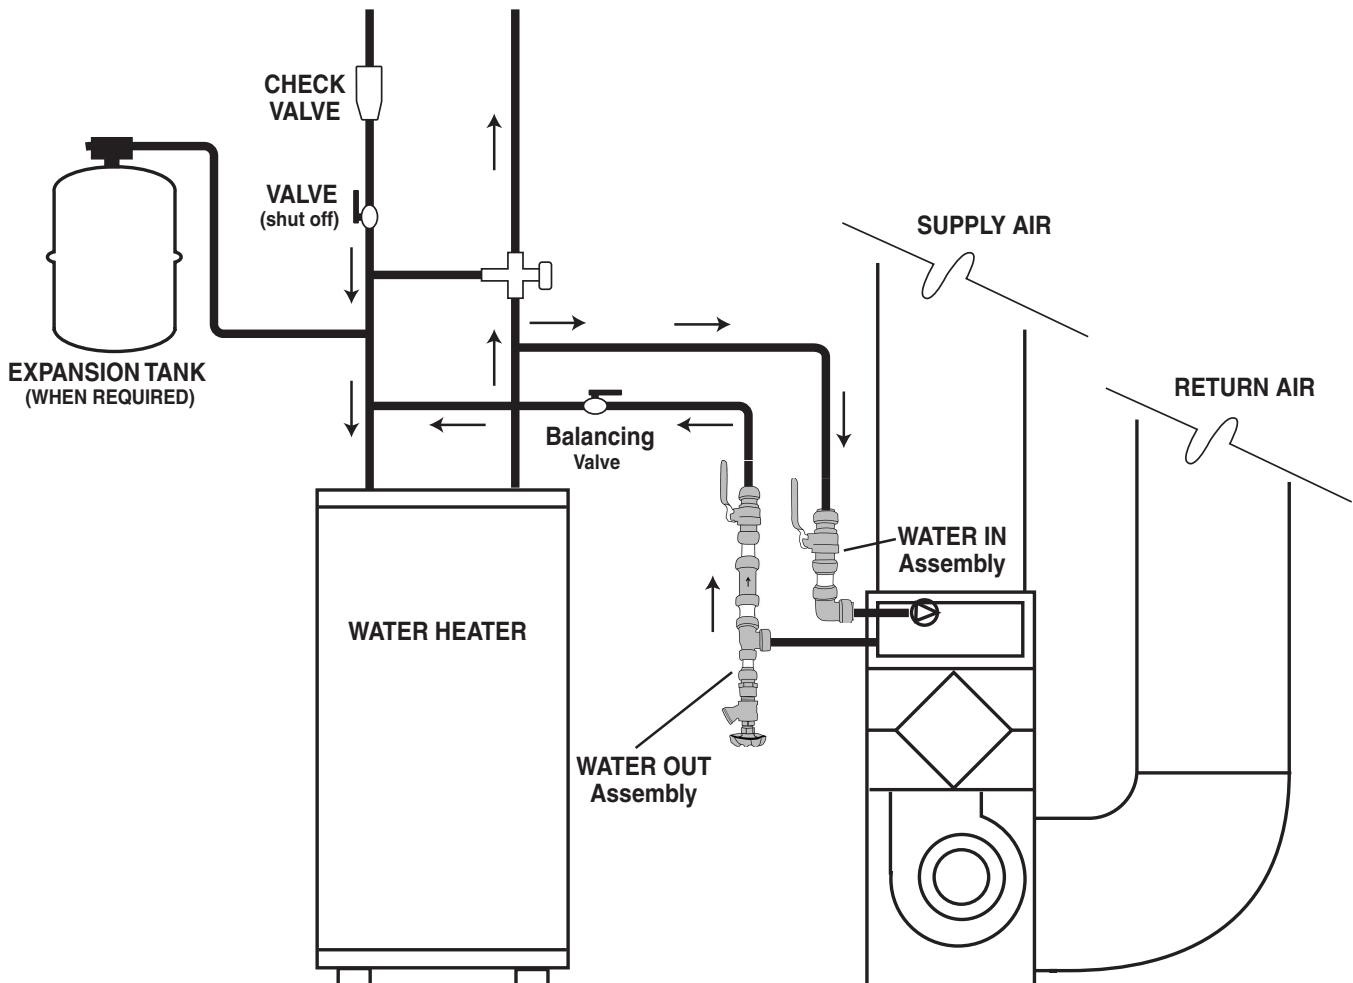 CHECK
VALVE
VALVE
(shut off)
SUPPLY AIR
EXPANSION TANK
(WHEN REQUIRED)
RETURN AIR
Balancing
Valve
WATER IN
Assembly
WATER HEATER
WATER OUT
Assembly